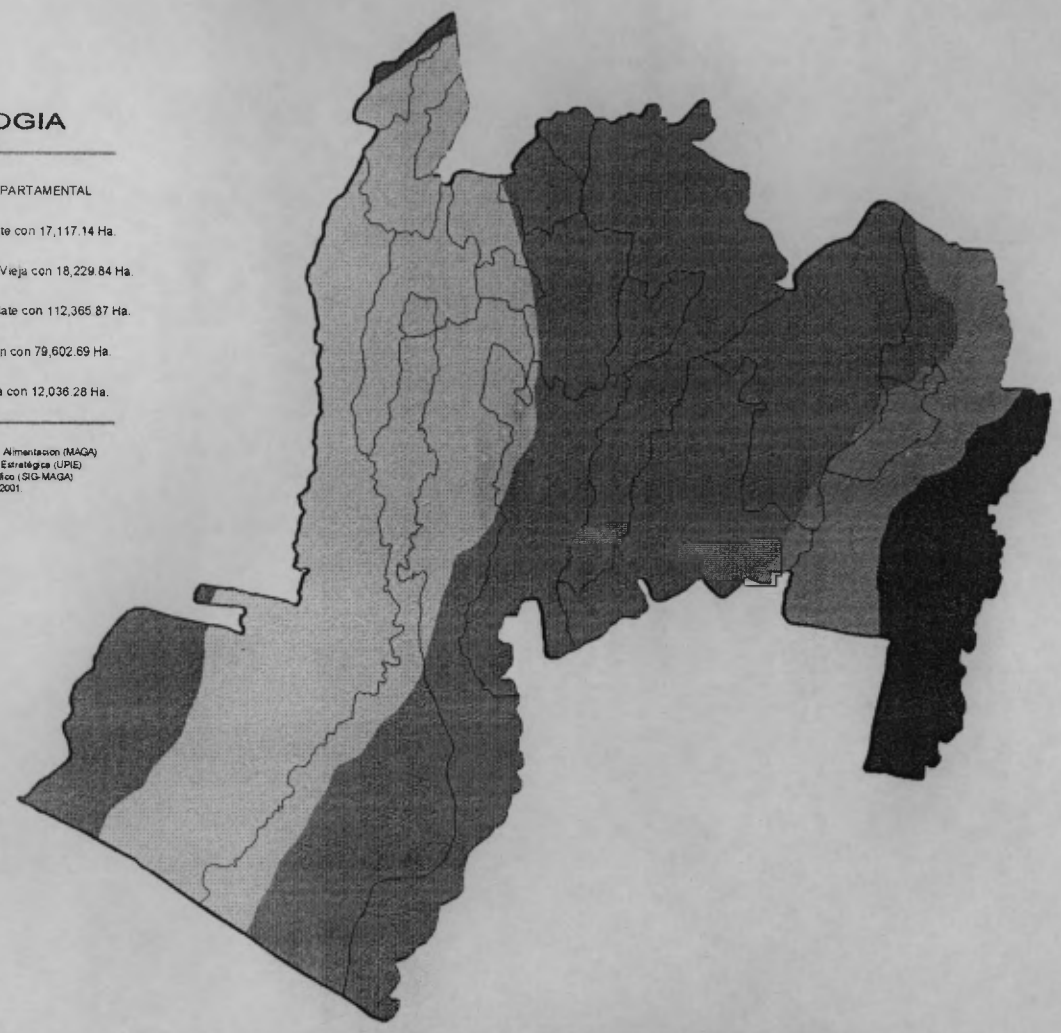 OGIA
PARTAMENTAL
te con 17,117.14 Ha.
Vieja con 18,229.84 Ha.
ate con 112,365.87 Ha.
n con 79,602.69 Ha.
a con 12,036.28 Ha.
Alimentacion (MAGA)
Estratégica (UPIE)
fico (SIG-MAGA)
2001.